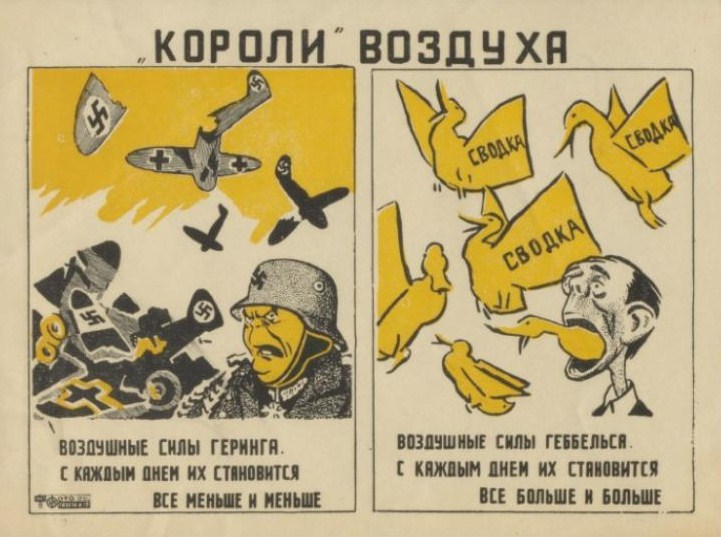 „КОРОЛИ" ВОЗДУХА
ВОЗДУШНЫЕ СИЛЫ ГЕРИНГА.
С КАЖДЫМ ДНЕМ ИХ СТАНОВИТСЯ
ВСЕ МЕНЬШЕ И МЕНЬШЕ
СВОДКА
СВОДКА
СВОДКА
ВОЗДУШНЫЕ СИЛЫ ГЕББЕЛЬСА.
С КАЖДЫМ ДНЕМ ИХ СТАНОВИТСЯ
ВСЕ БОЛЬШЕ И БОЛЬШЕ